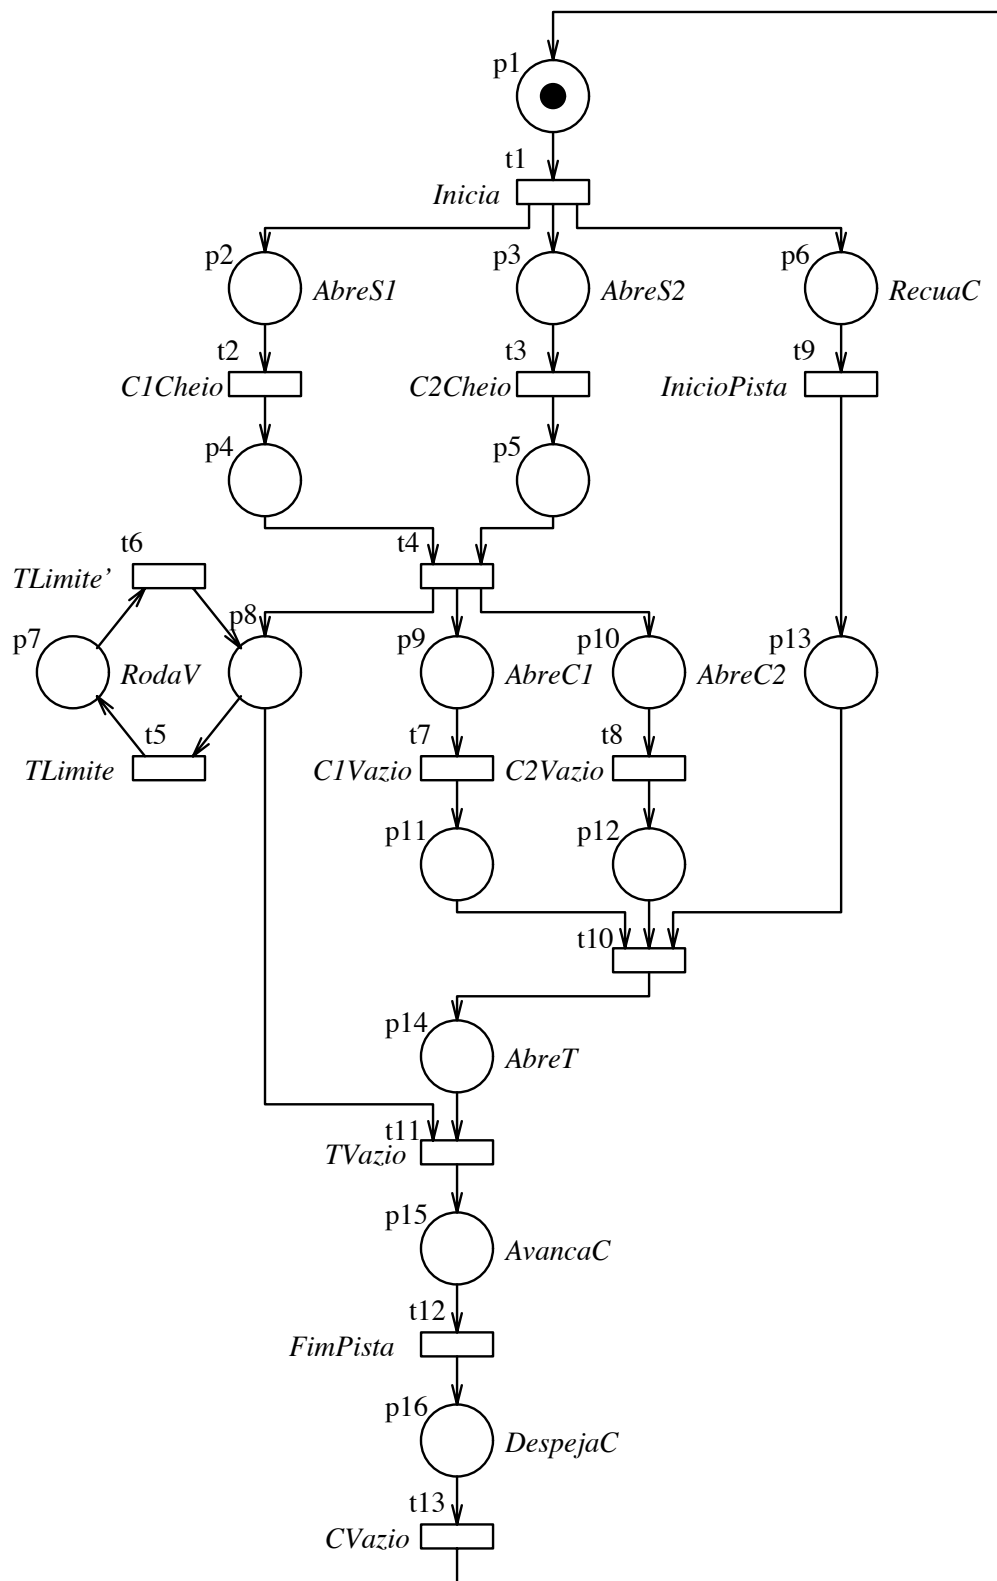 p1
t1
Inicia
p2
p3
p6
AbreS1
AbreS2
RecuaC
t2
t3
t9
C1Cheio
C2Cheio
InicioPista
p4
p5
t6
t4
TLimite’
p8
p7
RodaV
p9
AbreC1
p10
AbreC2
p13
t5
t7
t8
TLimite
C1Vazio
C2Vazio
p11
p12
t10
p14
AbreT
t11
TVazio
p15
AvancaC
t12
FimPista
p16
DespejaC
t13
CVazio